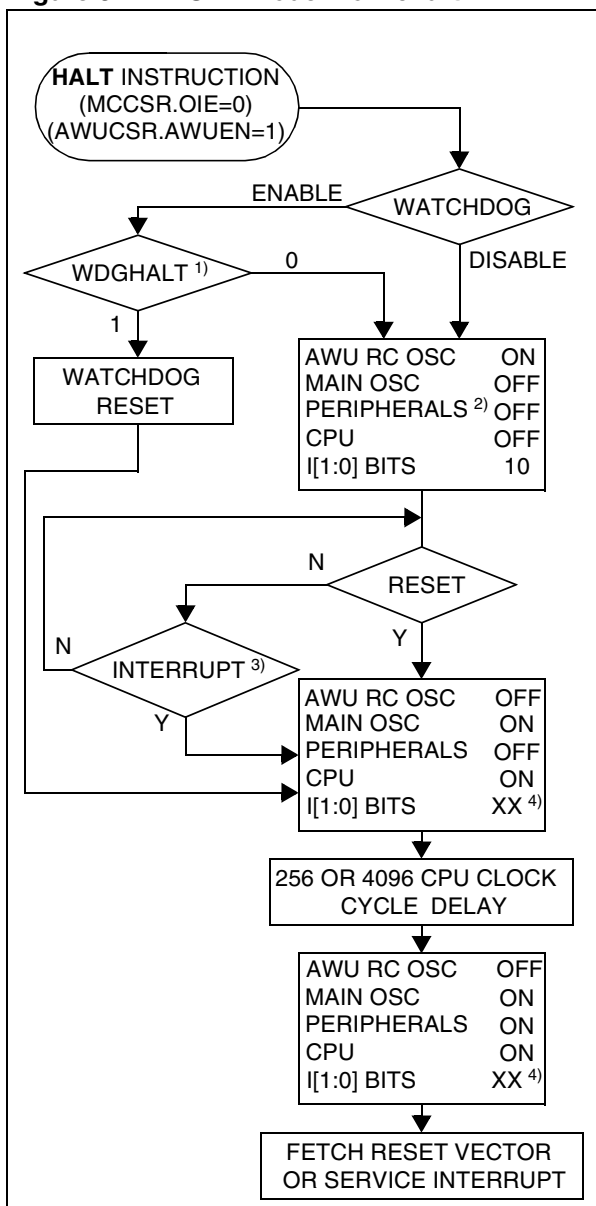 HALT INSTRUCTION
(MCCSR.OIE=0)
(AWUCSR.AWUEN=1)
ENABLE
WATCHDOG
WDGHALT 1)
0
DISABLE
1
WATCHDOG
RESET
AWU RC OSC ON
MAIN OSC OFF
PERIPHERALS 2) OFF
CPU OFF
I[1:0] BITS 10
N
RESET
N
INTERRUPT 3)
Y
Y
AWU RC OSC OFF
MAIN OSC ON
PERIPHERALS OFF
CPU ON
I[1:0] BITS XX 4)
256 OR 4096 CPU CLOCK
CYCLE DELAY
AWU RC OSC OFF
MAIN OSC ON
PERIPHERALS ON
CPU ON
I[1:0] BITS XX 4)
FETCH RESET VECTOR
OR SERVICE INTERRUPT